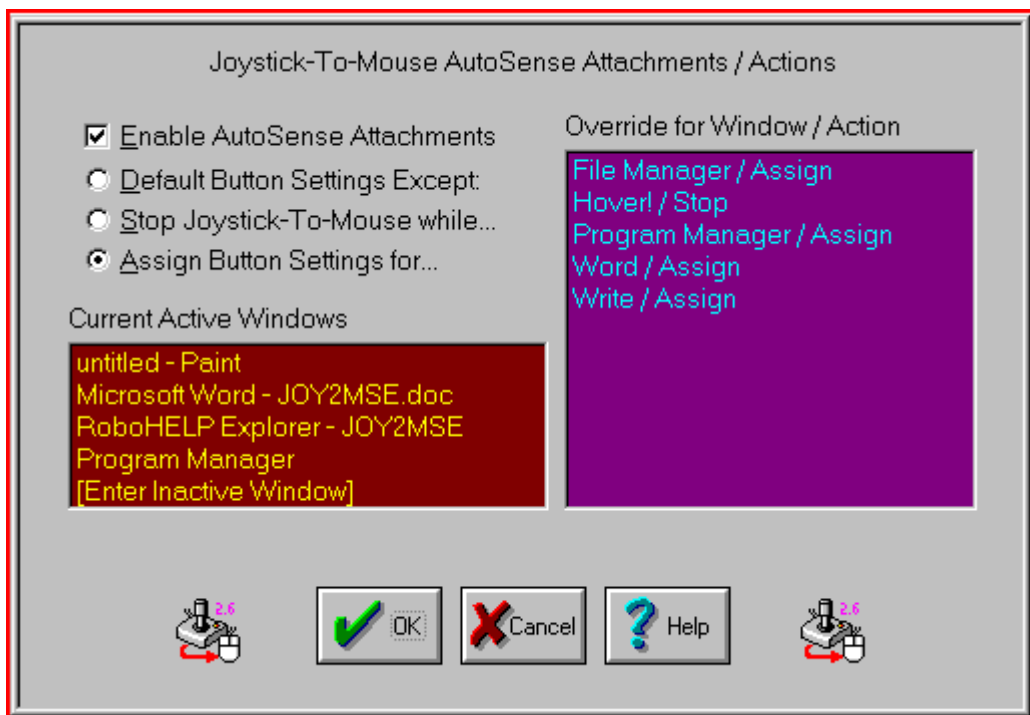 Joystick-To-Mouse AutoSense Attachments / Actions
Enable AutoSense Attachments
Default Button Settings Except:
Stop Joystick-To-Mouse while...
Assign Button Settings for...
Current Active Windows
untitled - Paint
Microsoft Word - JOY2MSE.doc
RoboHELP Explorer - JOY2MSE
Program Manager
[Enter Inactive Window]
Override for Window / Action
File Manager / Assign
Hover! / Stop
Program Manager / Assign
Word / Assign
Write / Assign
2.6
OK
Cancel
Help
2.6